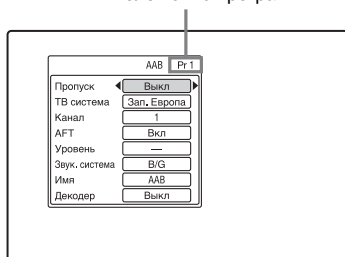 AAB Pr 1
Пропуск Выкл
ТВ система Зап. Европа
Канал 1
AFT Вкл
Уровень —
Звук. система B/G
Имя AAB
Декодер Выкл